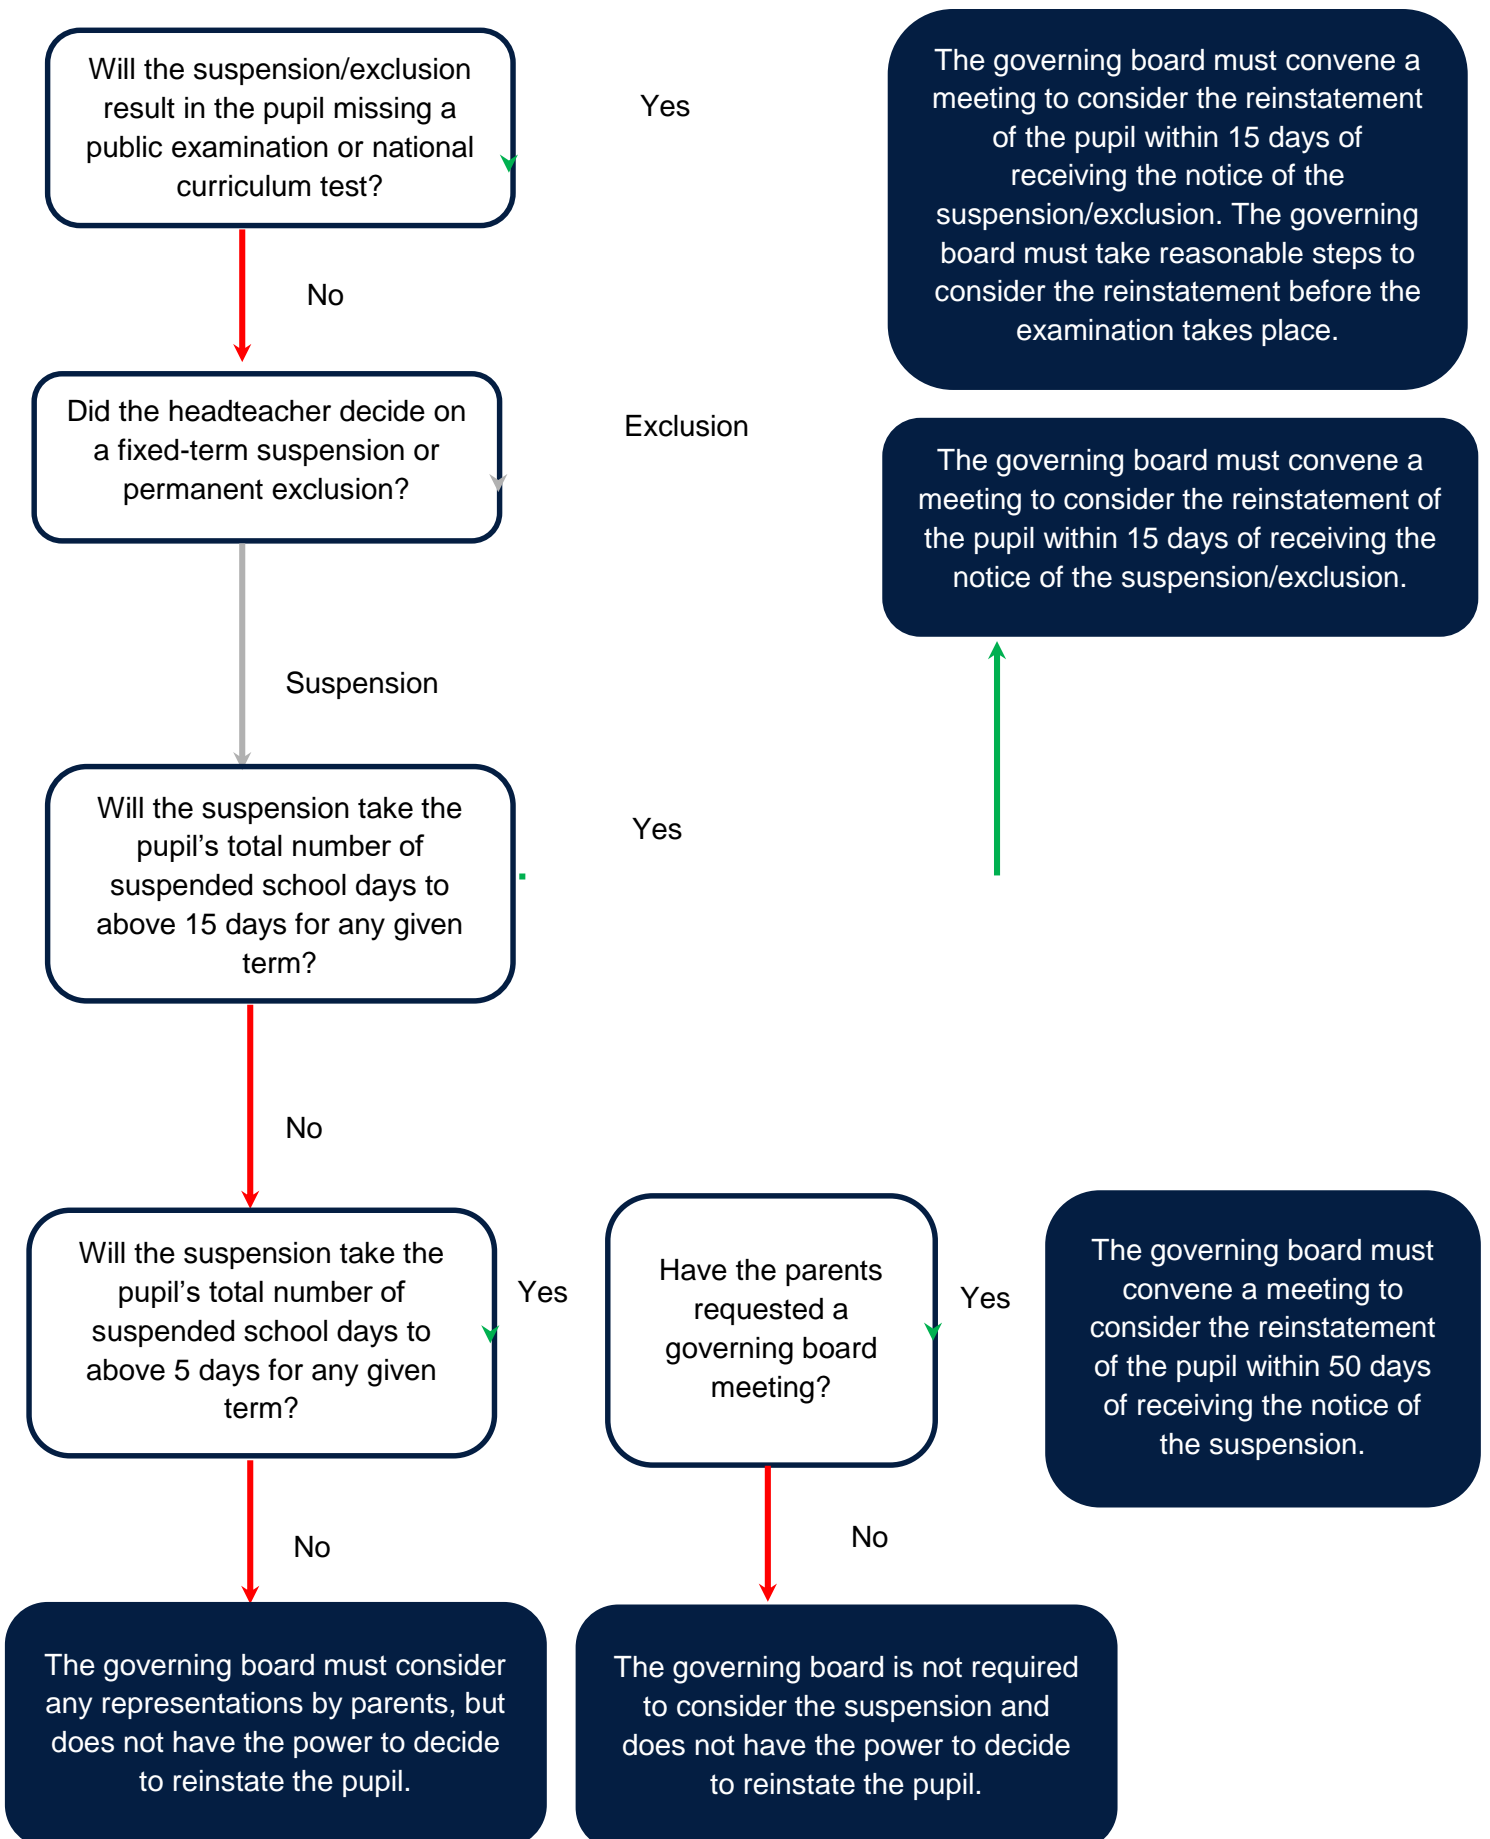 Will the suspension/exclusion
result in the pupil missing a
public examination or national
curriculum test?
Yes
The governing board must convene a
meeting to consider the reinstatement
of the pupil within 15 days of
receiving the notice of the
suspension/exclusion. The governing
board must take reasonable steps to
consider the reinstatement before the
examination takes place.
No
Did the headteacher decide on
a fixed-term suspension or
permanent exclusion?
Exclusion
The governing board must convene a
meeting to consider the reinstatement of
the pupil within 15 days of receiving the
notice of the suspension/exclusion.
Suspension
Will the suspension take the
pupil’s total number of
suspended school days to
above 15 days for any given
term?
Yes
No
Will the suspension take the
pupil’s total number of
suspended school days to
above 5 days for any given
term?
Yes
Have the parents
requested a
governing board
meeting?
Yes
The governing board must
convene a meeting to
consider the reinstatement
of the pupil within 50 days
of receiving the notice of
the suspension.
No
No
The governing board must consider
any representations by parents, but
does not have the power to decide
to reinstate the pupil.
The governing board is not required
to consider the suspension and
does not have the power to decide
to reinstate the pupil.